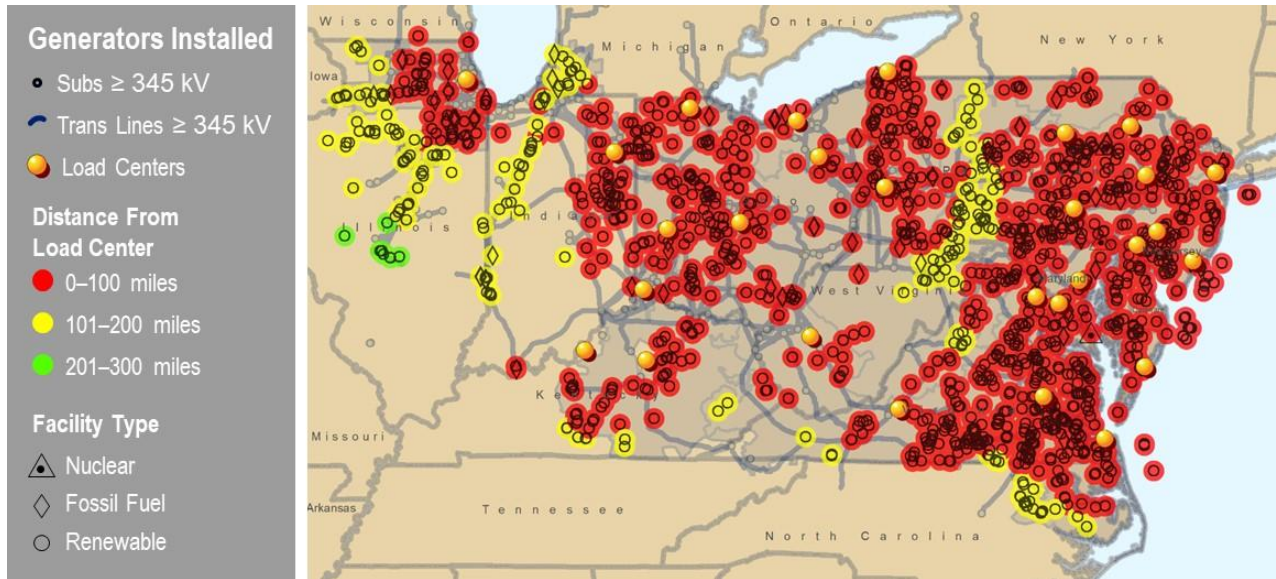 Generators Installed
Subs ≥ 345 kV
Trans Lines ≥ 345 kV
Load Centers
Distance From
Load Center
0–100 miles
101–200 miles
201–300 miles
Facility Type
Nuclear
Fossil Fuel
Renewable
Wisconsin
Ontario
Michigan
New York
Iowa
Indiana
Illinois
West Virginia
Maryland
Kentucky
Missouri
Arkansas
Tennessee
North Carolina